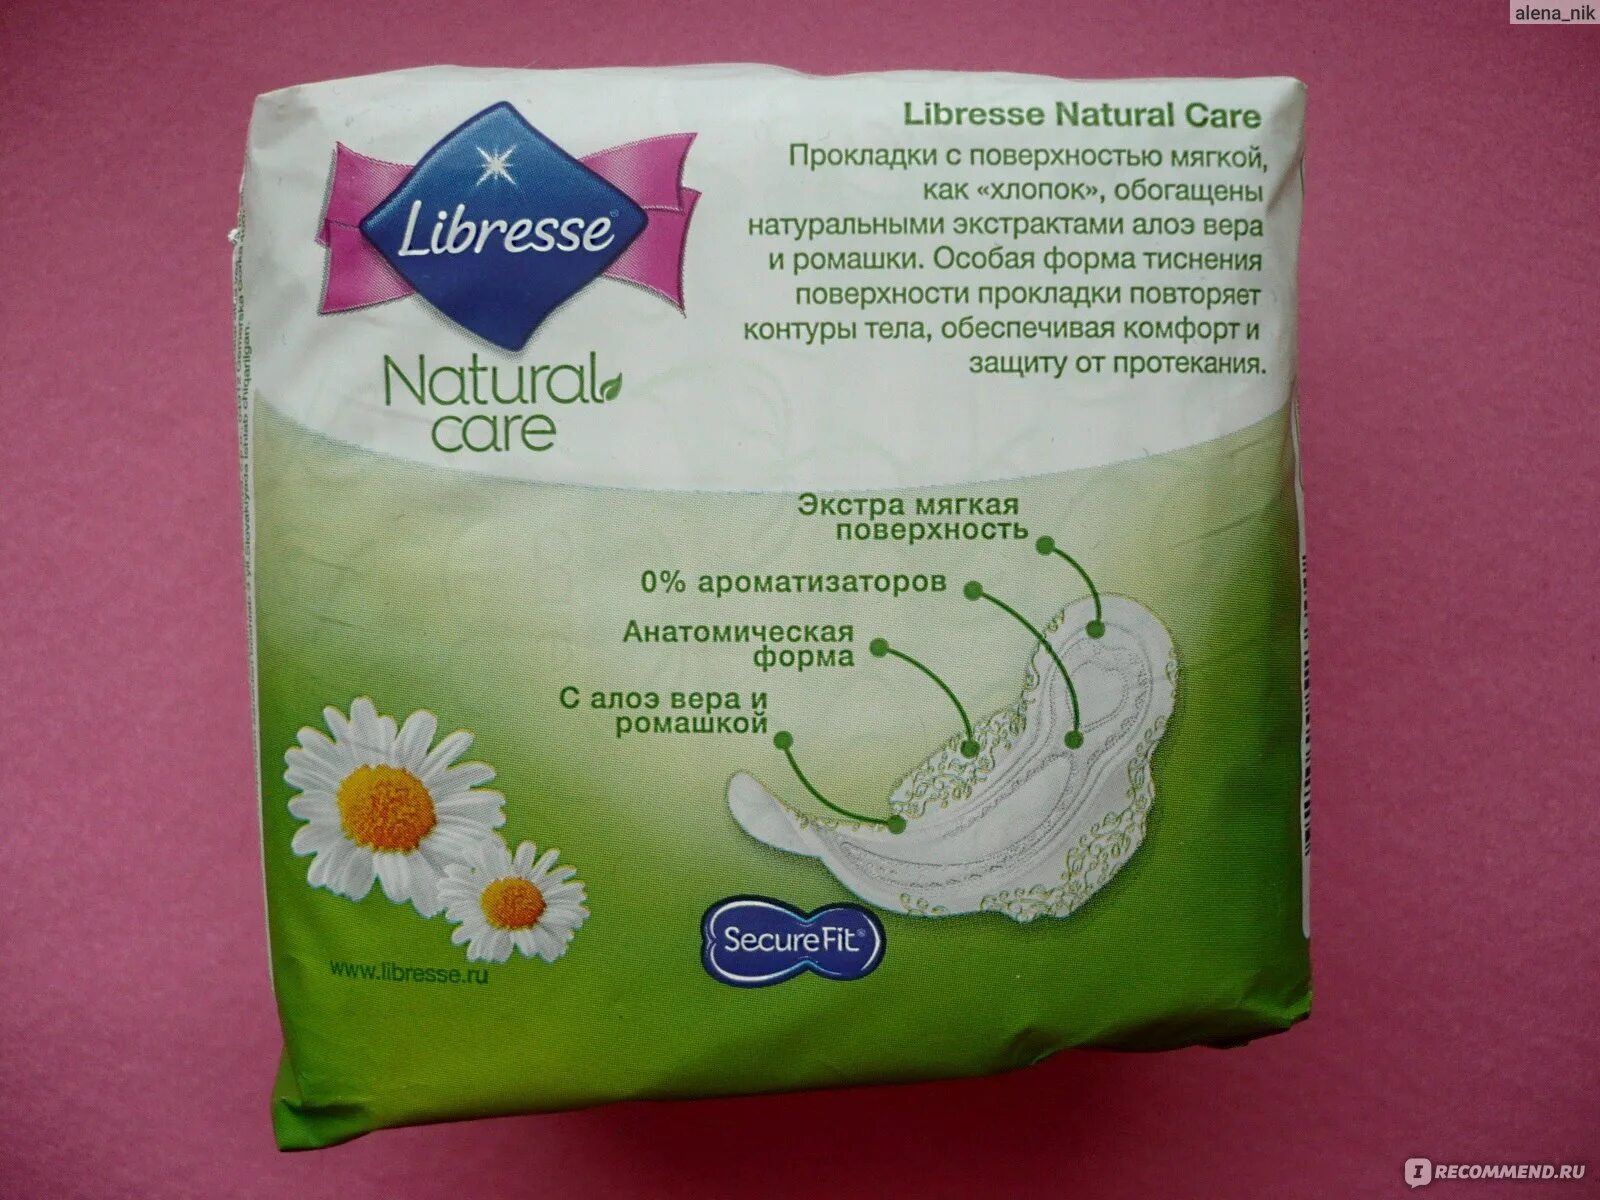 alena_nik
Libresse
Natural
care
Libresse Natural Care
Прокладки с поверхностью мягкой,
как «хлопок», обогащены
натуральными экстрактами алоэ вера
и ромашки. Особая форма тиснения
поверхности прокладки повторяет
контуры тела, обеспечивая комфорт и
защиту от протекания.
Экстра мягкая
поверхность
0% ароматизаторов
Анатомическая
форма
С алоэ вера и
ромашкой
SecureFit
www.libresse.ru
RECOMMEND.RU